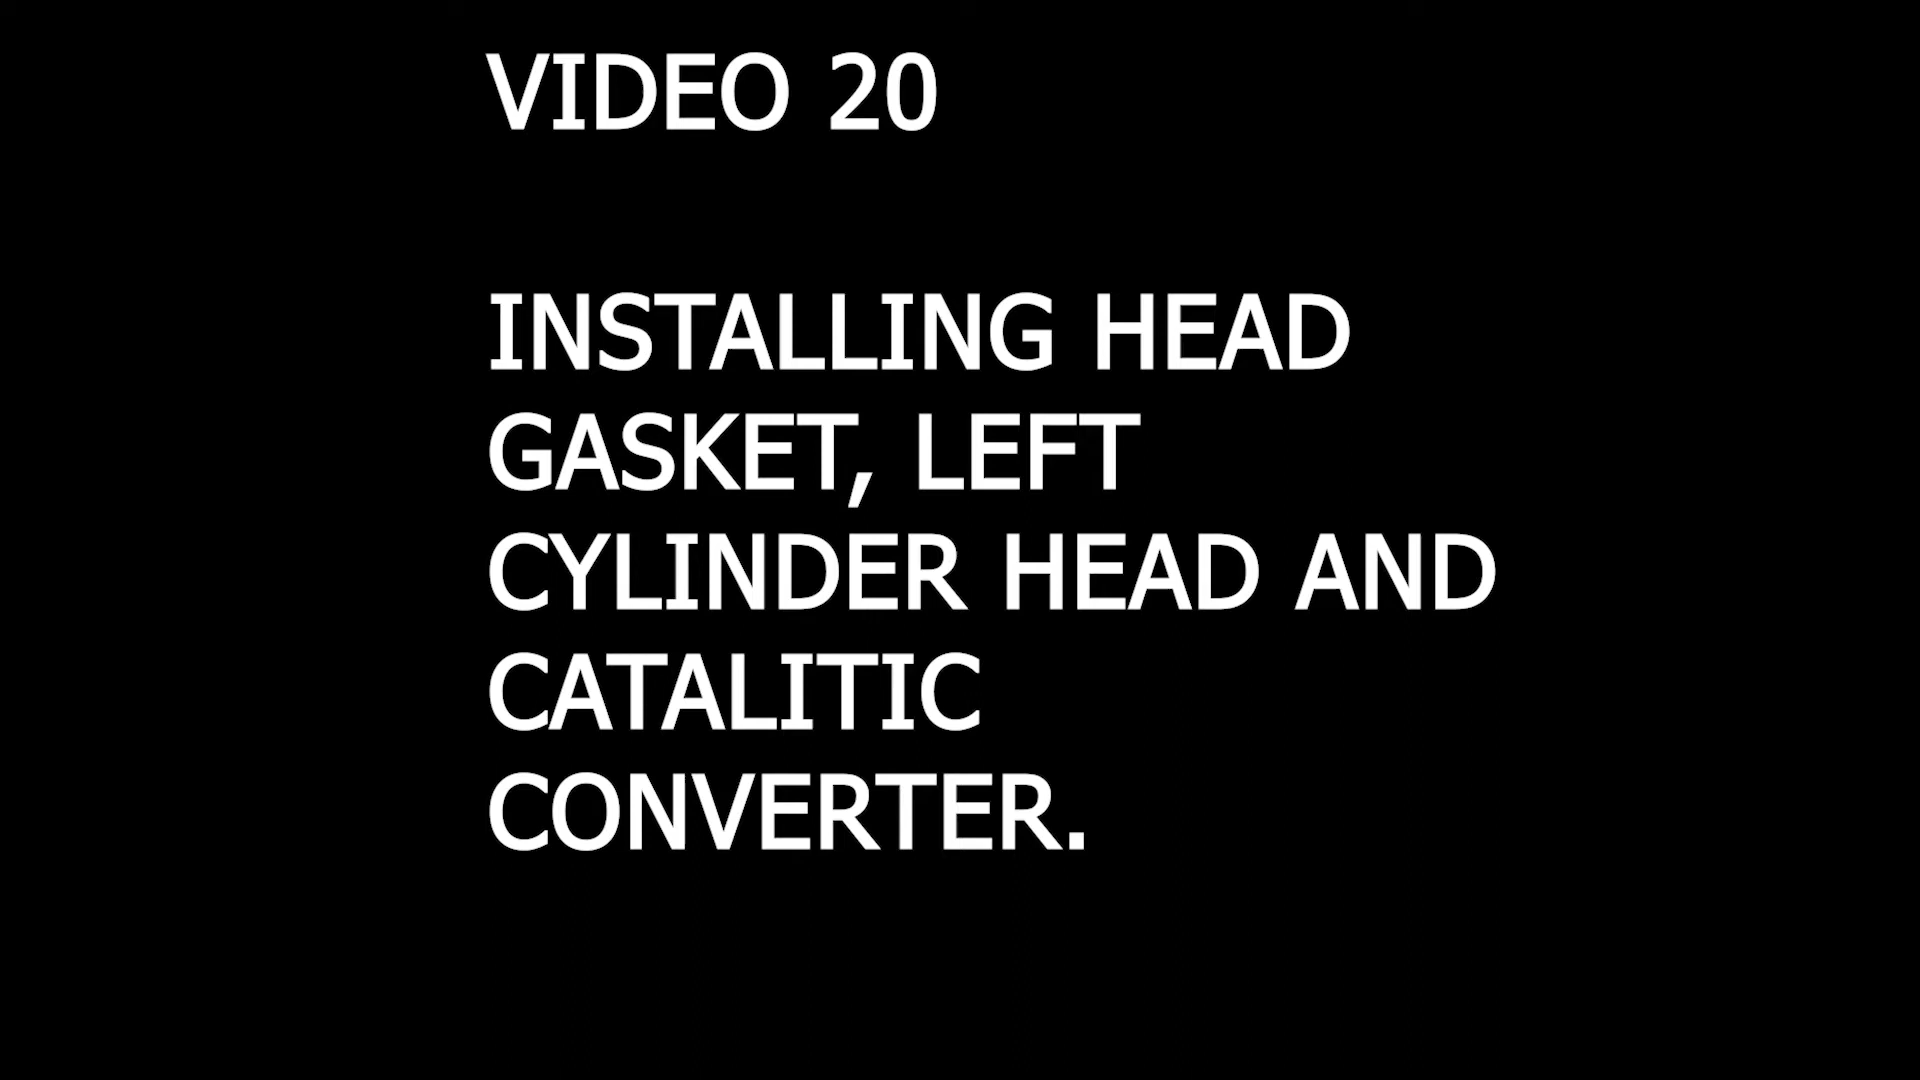 VIDEO 20
INSTALLING HEAD
GASKET, LEFT
CYLINDER HEAD AND
CATALITIC
CONVERTER.